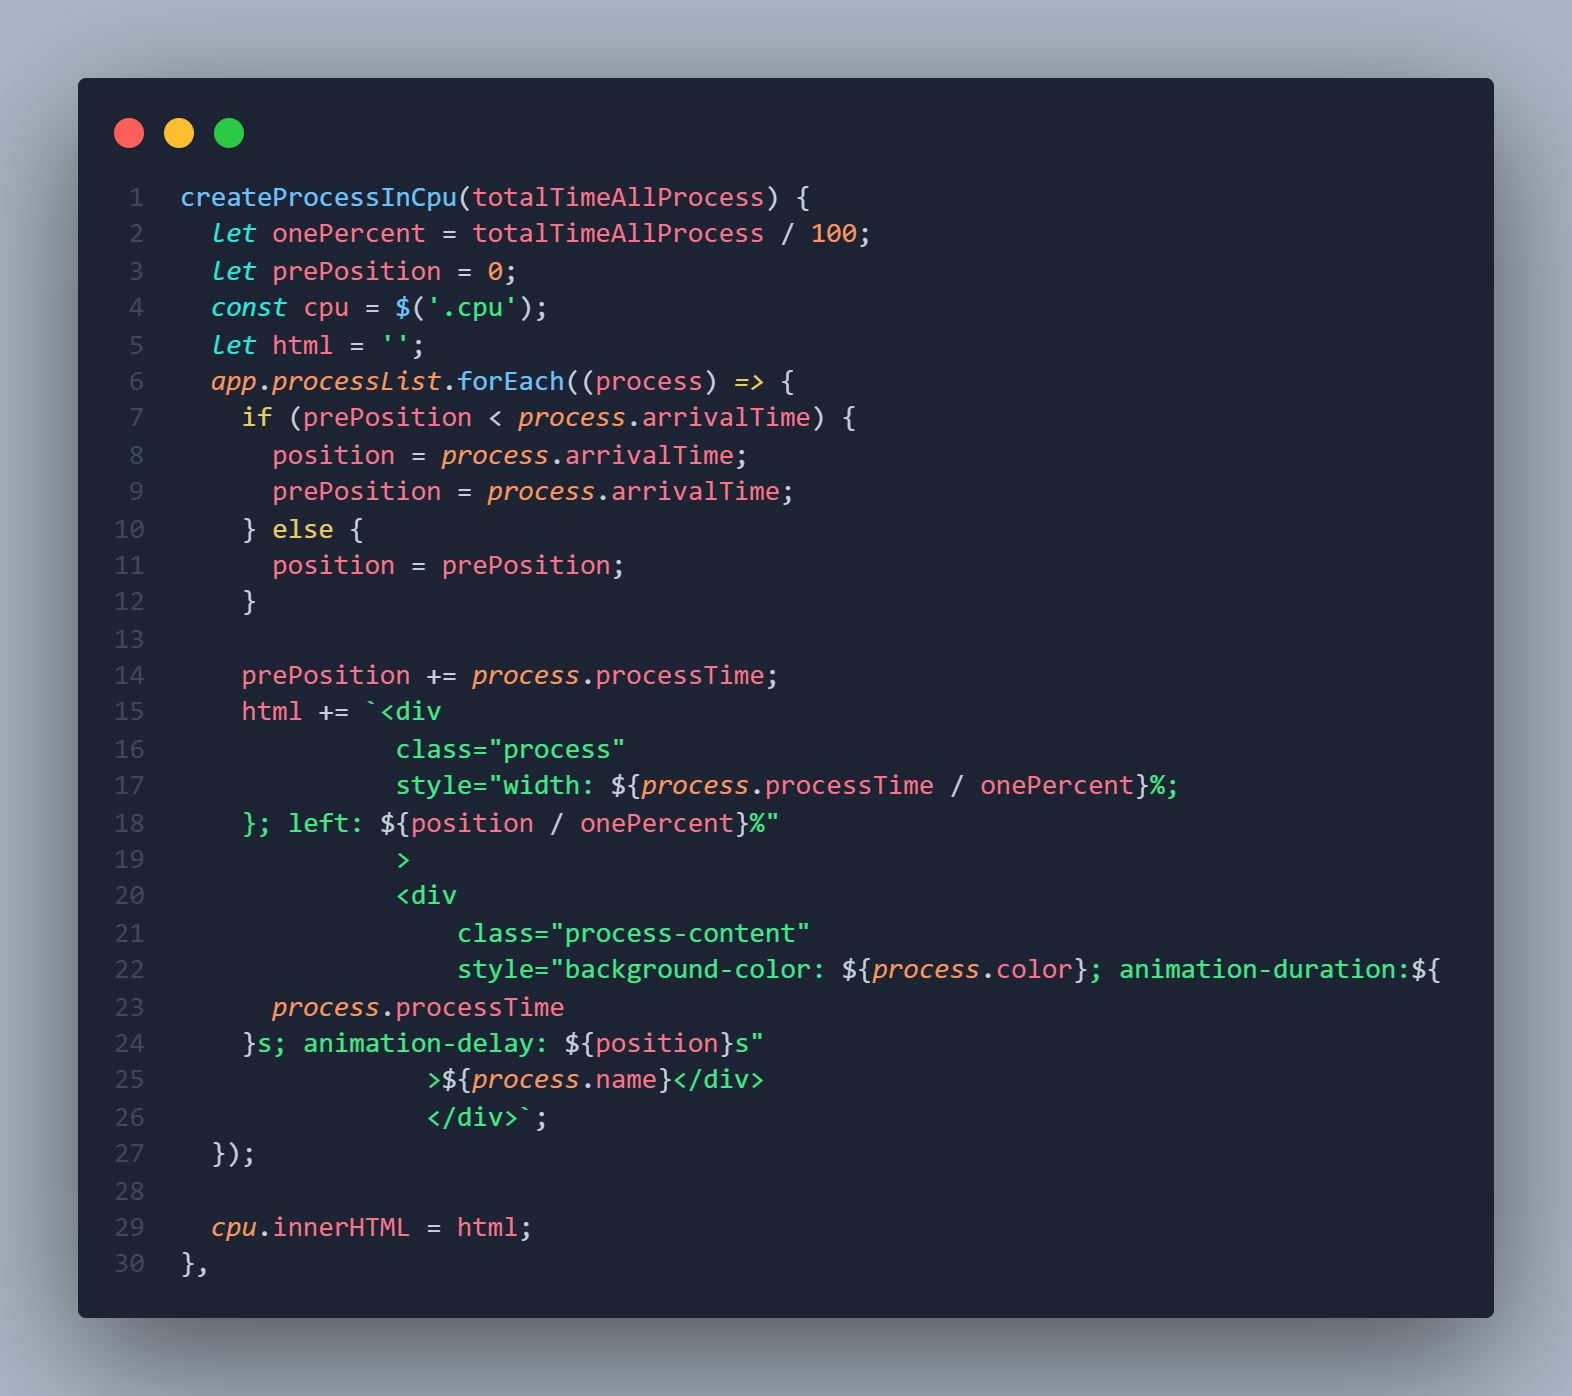 1 createProcessInCpu(totalTimeAllProcess) {
2   let onePercent = totalTimeAllProcess / 100;
3   let prePosition = 0;
4   const cpu = $('.cpu');
5   let html = '';
6   app.processList.forEach((process) => {
7     if (prePosition < process.arrivalTime) {
8       position = process.arrivalTime;
9       prePosition = process.arrivalTime;
10     } else {
11       position = prePosition;
12     }
13
14     prePosition += process.processTime;
15     html += `<div
16               class="process"
17               style="width: ${process.processTime / onePercent}%;
18     }; left: ${position / onePercent}%"
19               >
20               <div
21                   class="process-content"
22                   style="background-color: ${process.color}; animation-duration:${
23       process.processTime
24     }s; animation-delay: ${position}s"
25                 >${process.name}</div>
26                 </div>`;
27   });
28
29   cpu.innerHTML = html;
30 },